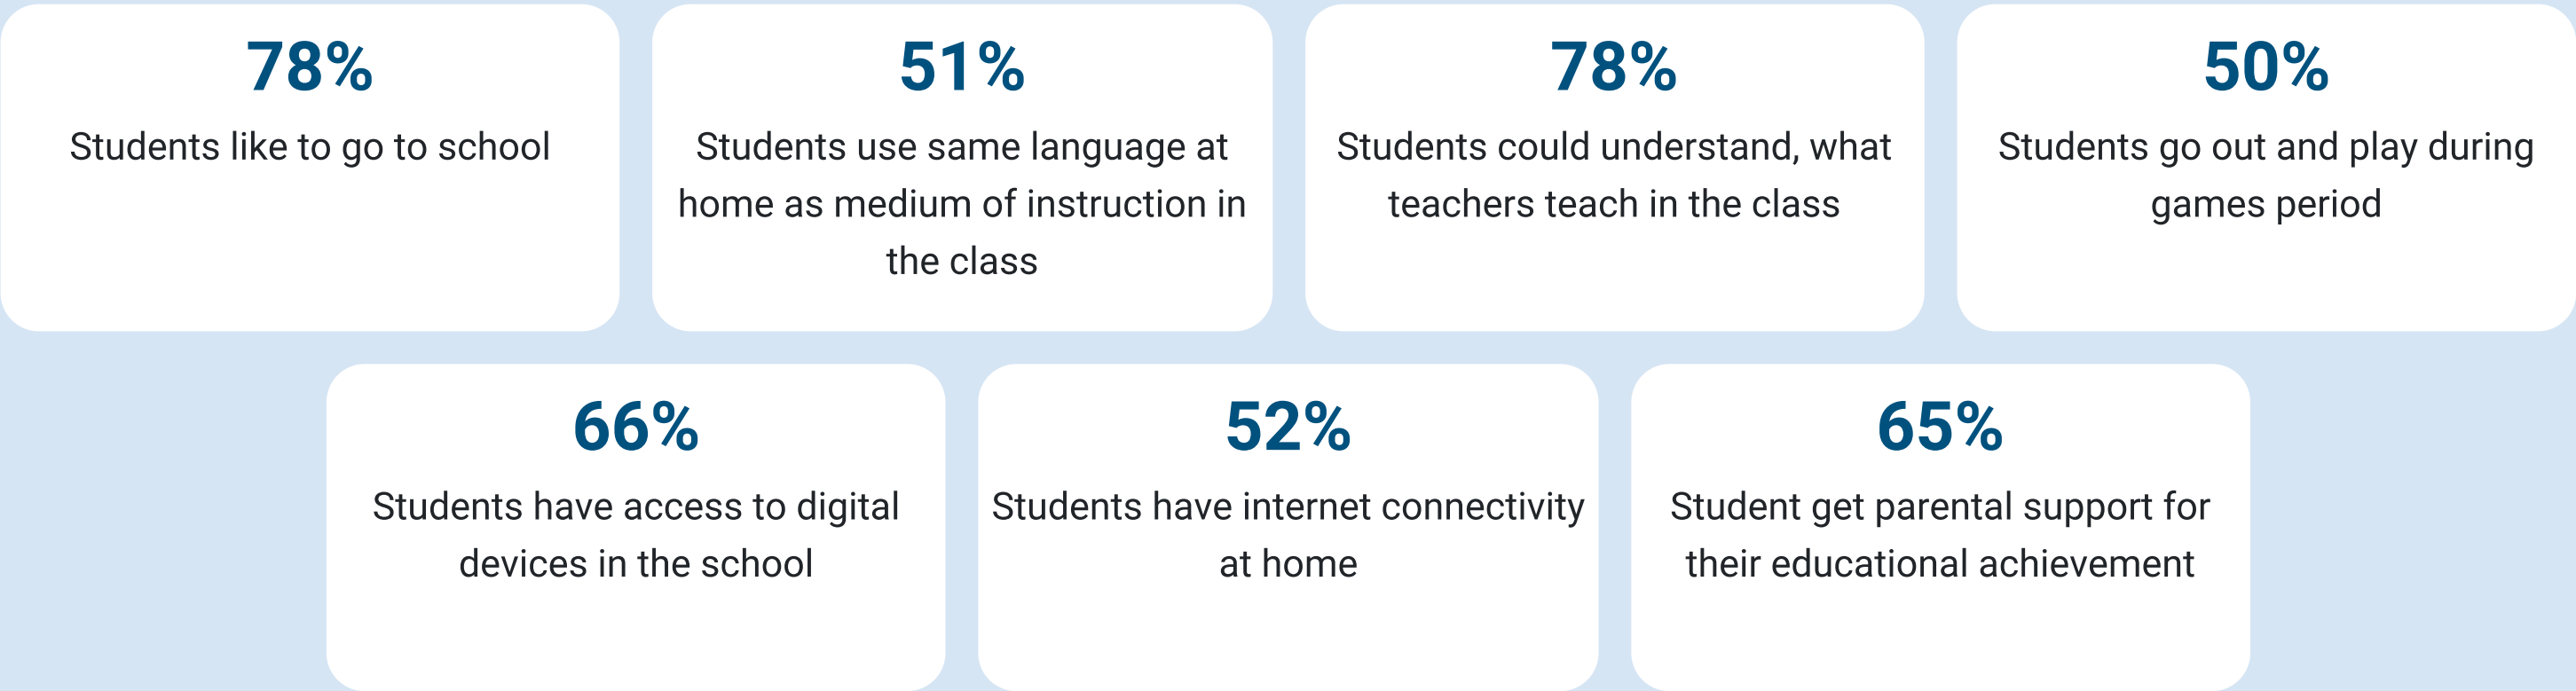 78%
Students like to go to school
51%
Students use same language at
home as medium of instruction in
the class
78%
Students could understand, what
teachers teach in the class
50%
Students go out and play during
games period
66%
Students have access to digital
devices in the school
52%
Students have internet connectivity
at home
65%
Student get parental support for
their educational achievement